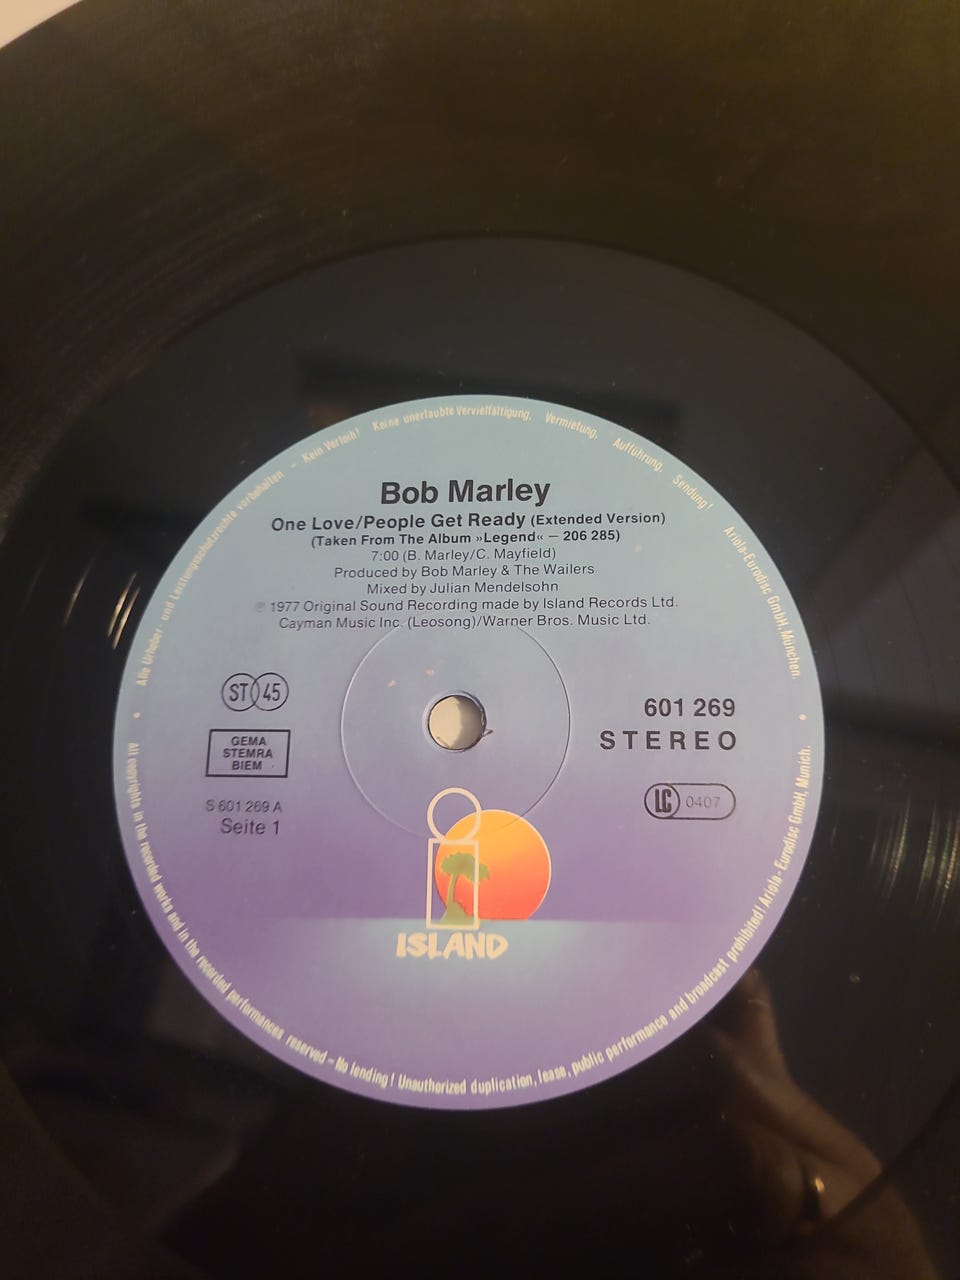 Alle Urheber- und Leistungsschutzrechte vorbehalten - Kein Verleih! Keine unerlaubte Vervielfältigung, Vermietung, Aufführung, Sendung!
Ariola-Eurodisc GmbH, München.
Bob Marley
One Love/People Get Ready (Extended Version)
(Taken From The Album »Legend« — 206 285)
7:00 (B. Marley/C. Mayfield)
Produced by Bob Marley & The Wailers
Mixed by Julian Mendelsohn
℗ 1977 Original Sound Recording made by Island Records Ltd.
Cayman Music Inc. (Leosong)/Warner Bros. Music Ltd.
ST 45
601 269
STEREO
GEMA
STEMRA
BIEM
LC 0407
S 601 269 A
Seite 1
ISLAND
All copyrights in the recorded works and in the recorded performances reserved - No lending! Unauthorized duplication, lease, public performance and broadcast prohibited! Ariola-Eurodisc GmbH, Munich.